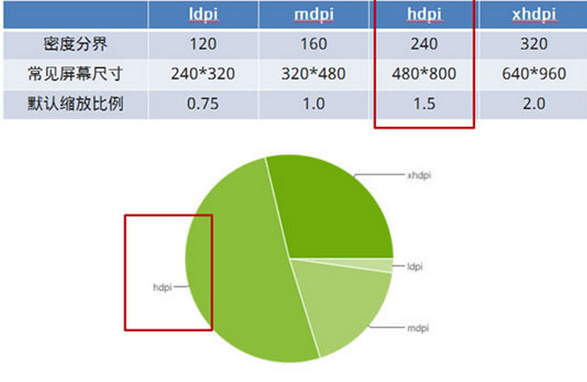 ldpi mdpi hdpi xhdpi
密度分界 120 160 240 320
常见屏幕尺寸 240*320 320*480 480*800 640*960
默认缩放比例 0.75 1.0 1.5 2.0
xhdpi
ldpi
hdpi
mdpi